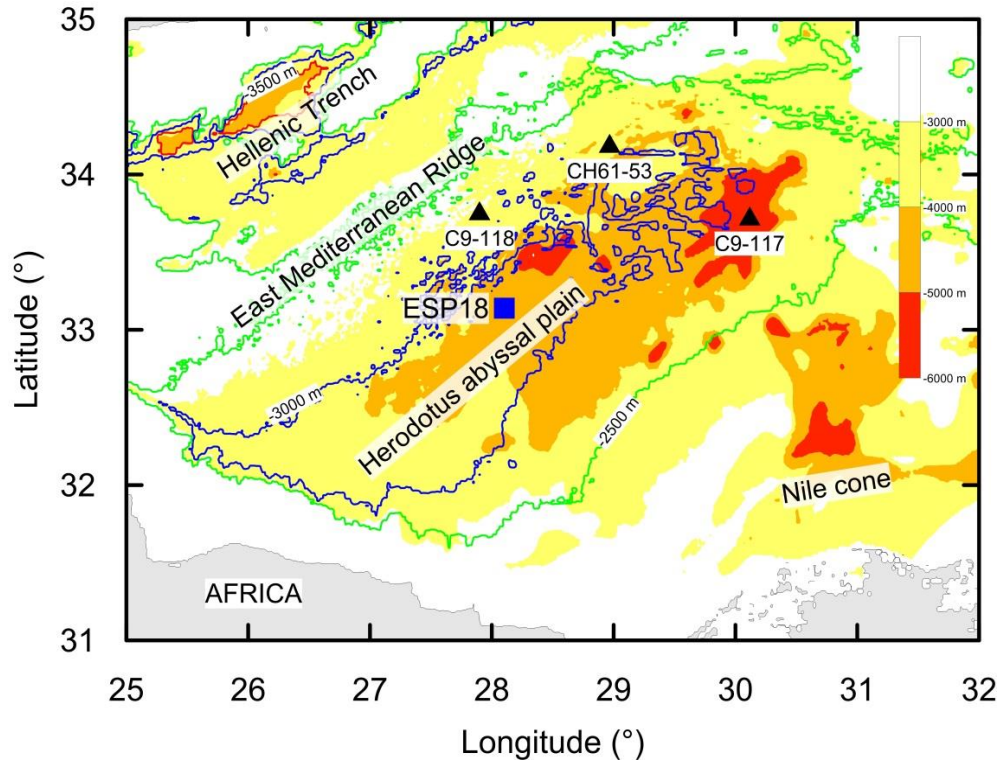 35
34
33
32
31
Latitude (°)
-3500 m
Hellenic Trench
East Mediterranean Ridge
CH61-53
C9-118
C9-117
ESP18
Herodotus abyssal plain
-3000 m
-2500 m
Nile cone
AFRICA
-3000 m
-4000 m
-5000 m
-6000 m
25 26 27 28 29 30 31 32
Longitude (°)